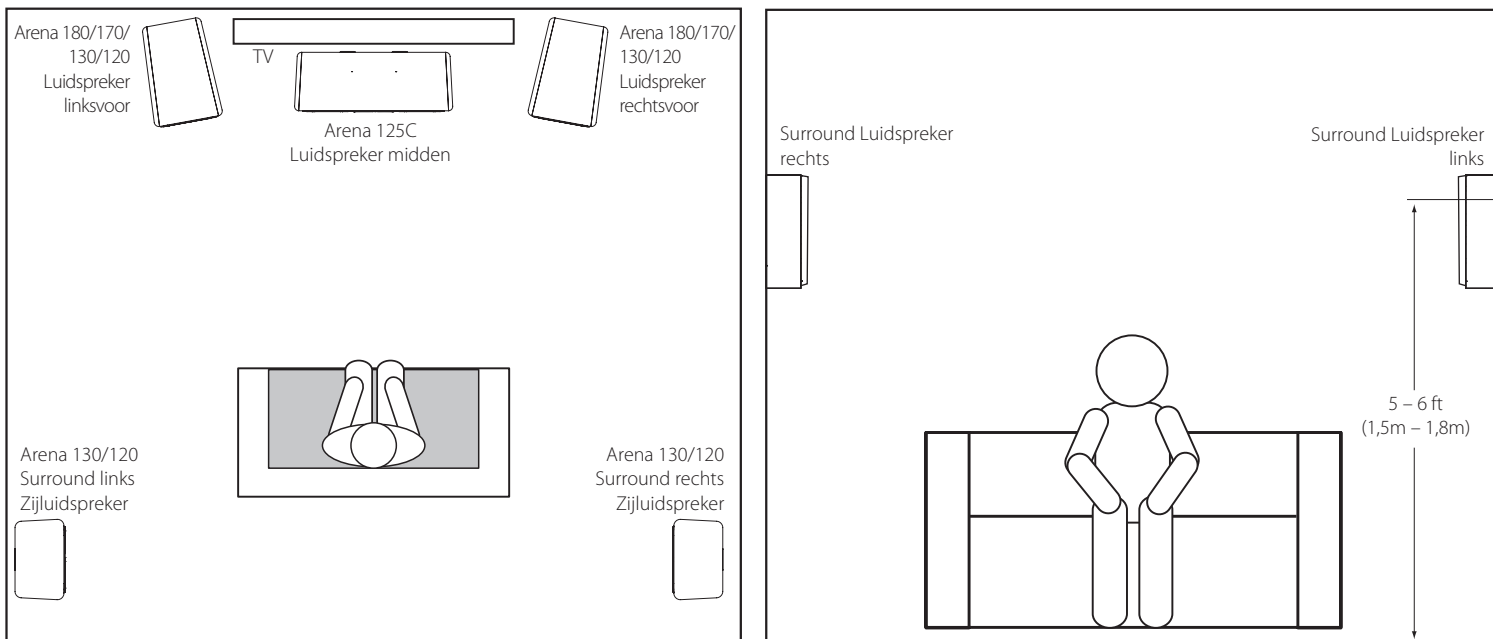 Arena 180/170/
130/120
Luidspreker
linksvoor
TV
Arena 180/170/
130/120
Luidspreker
rechtsvoor
Arena 125C
Luidspreker midden
Arena 130/120
Surround links
Zijluidspreker
Arena 130/120
Surround rechts
Zijluidspreker
Surround Luidspreker
rechts
Surround Luidspreker
links
5 – 6 ft
(1,5m – 1,8m)